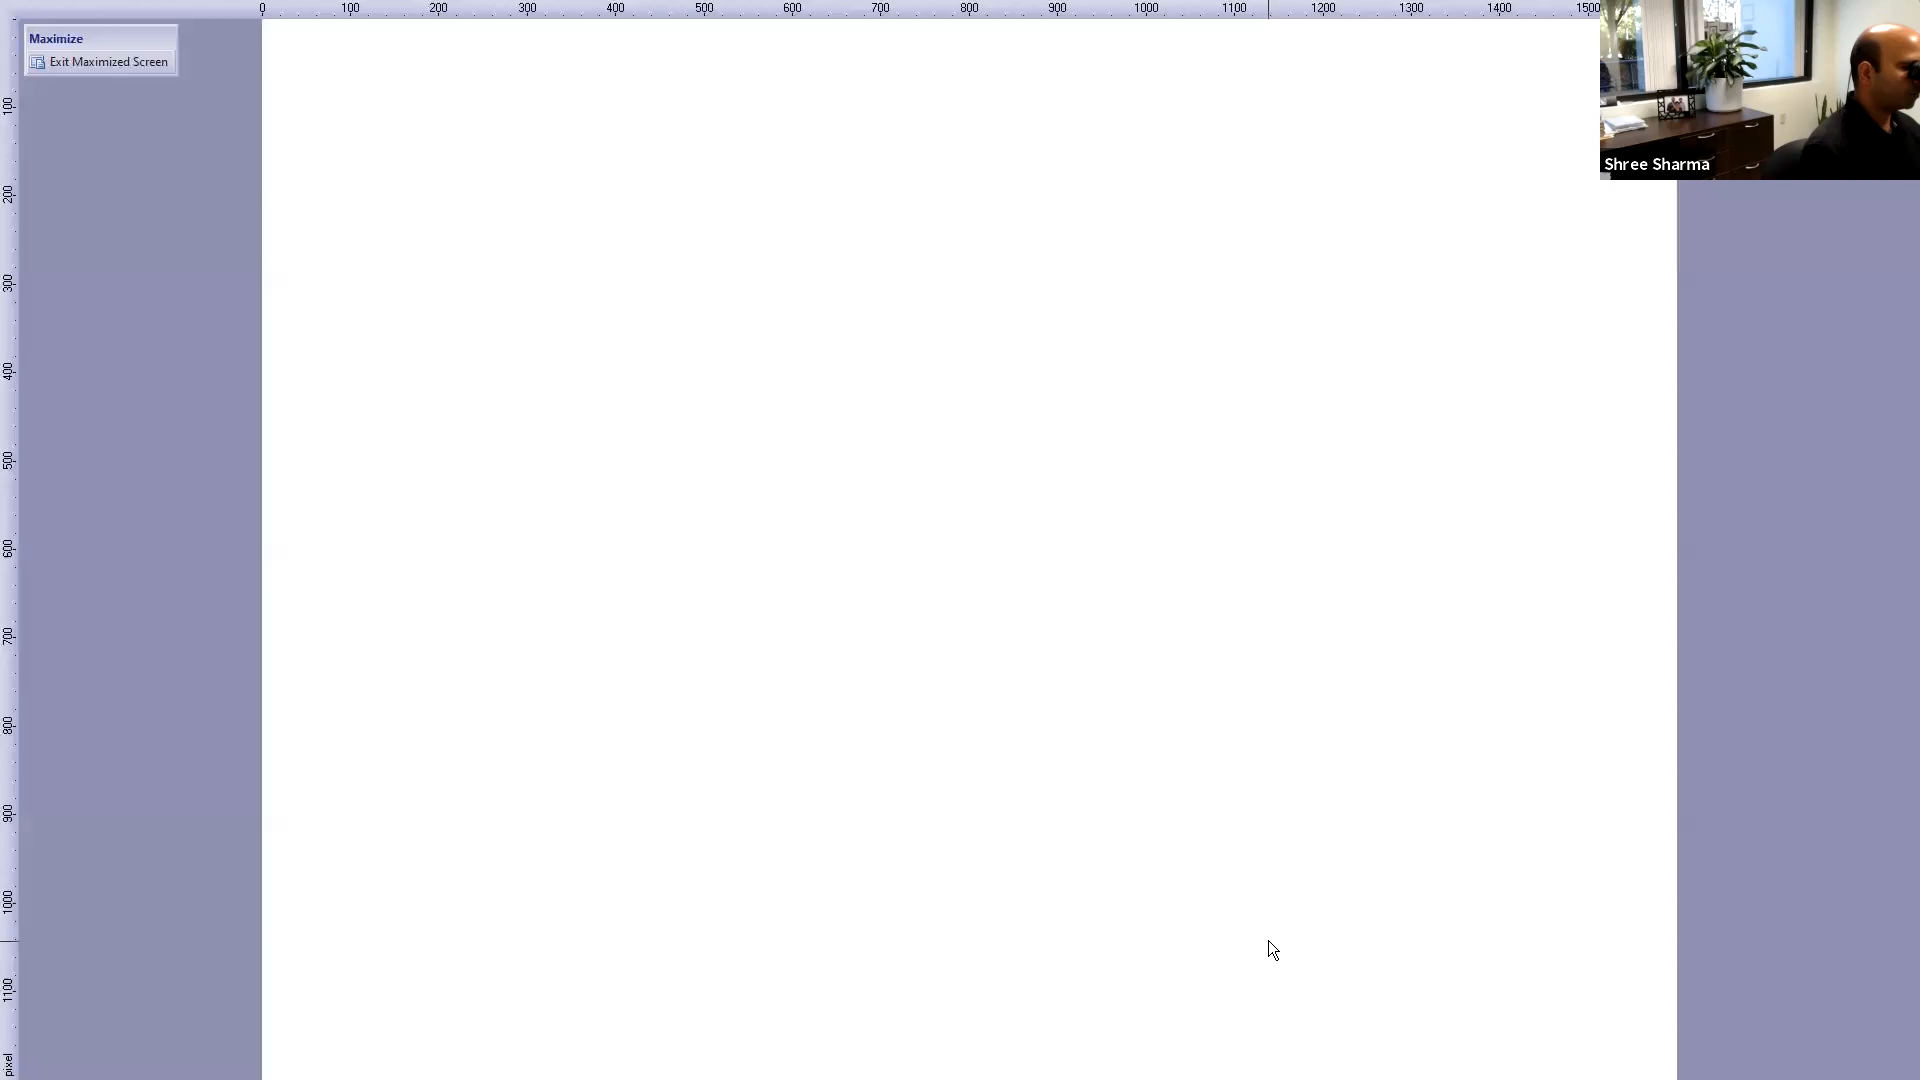 0 100 200 300 400 500 600 700 800 900 1000 1100 1200 1300 1400 1500
Maximize
Exit Maximized Screen
100
200
300
400
500
600
700
800
900
1000
1100
pixel
Shree Sharma